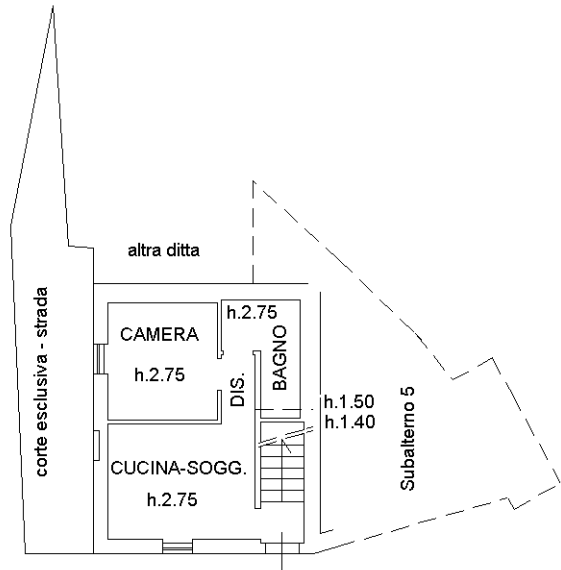 altra ditta
corte esclusiva - strada
h.2.75
CAMERA
h.2.75
DIS.
BAGNO
h.1.50
h.1.40
Subalterno 5
CUCINA-SOGG.
h.2.75